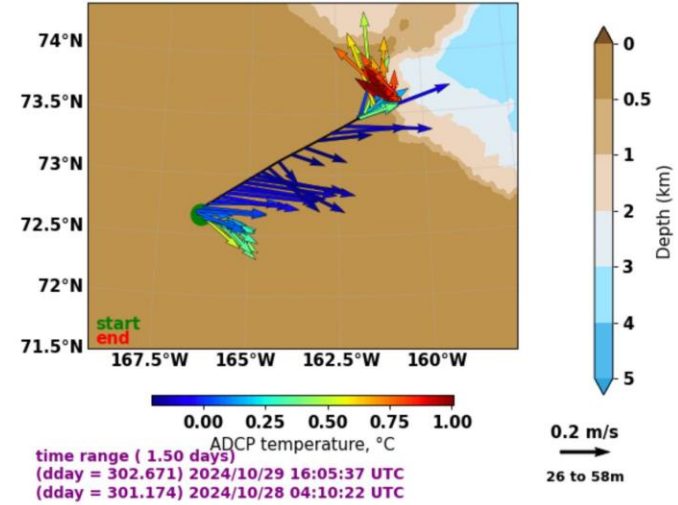 74°N
73.5°N
73°N
72.5°N
72°N
71.5°N
start
end
167.5°W 165°W 162.5°W 160°W
0
0.5
1
2
3
4
5
Depth (km)
0.00 0.25 0.50 0.75 1.00
ADCP temperature, °C
time range ( 1.50 days)
(dday = 302.671) 2024/10/29 16:05:37 UTC
(dday = 301.174) 2024/10/28 04:10:22 UTC
0.2 m/s
26 to 58m